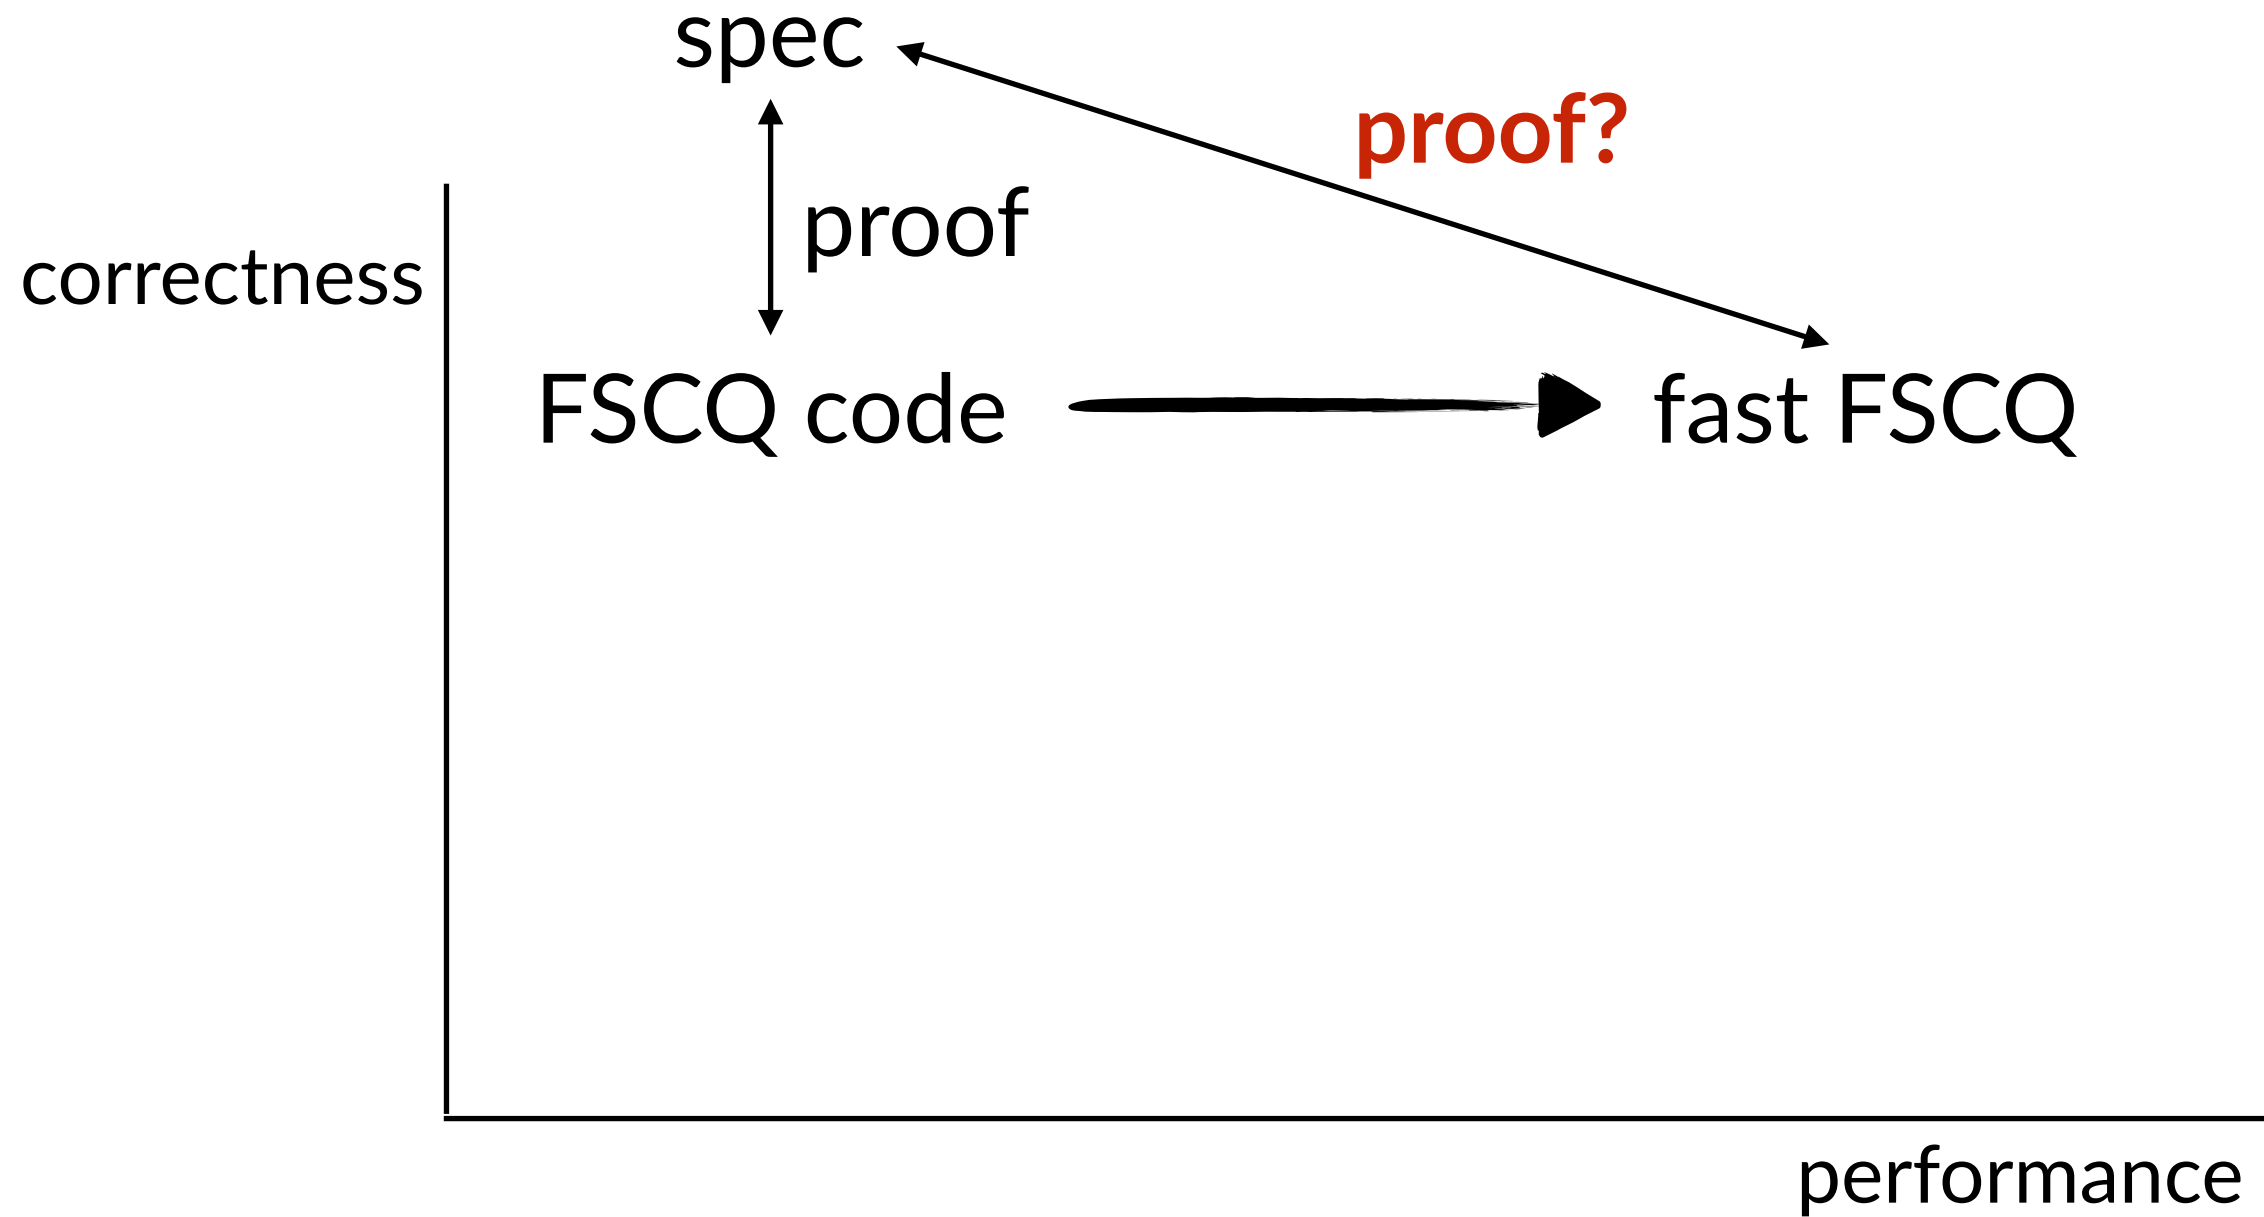 spec
proof?
proof
correctness
FSCQ code
fast FSCQ
performance